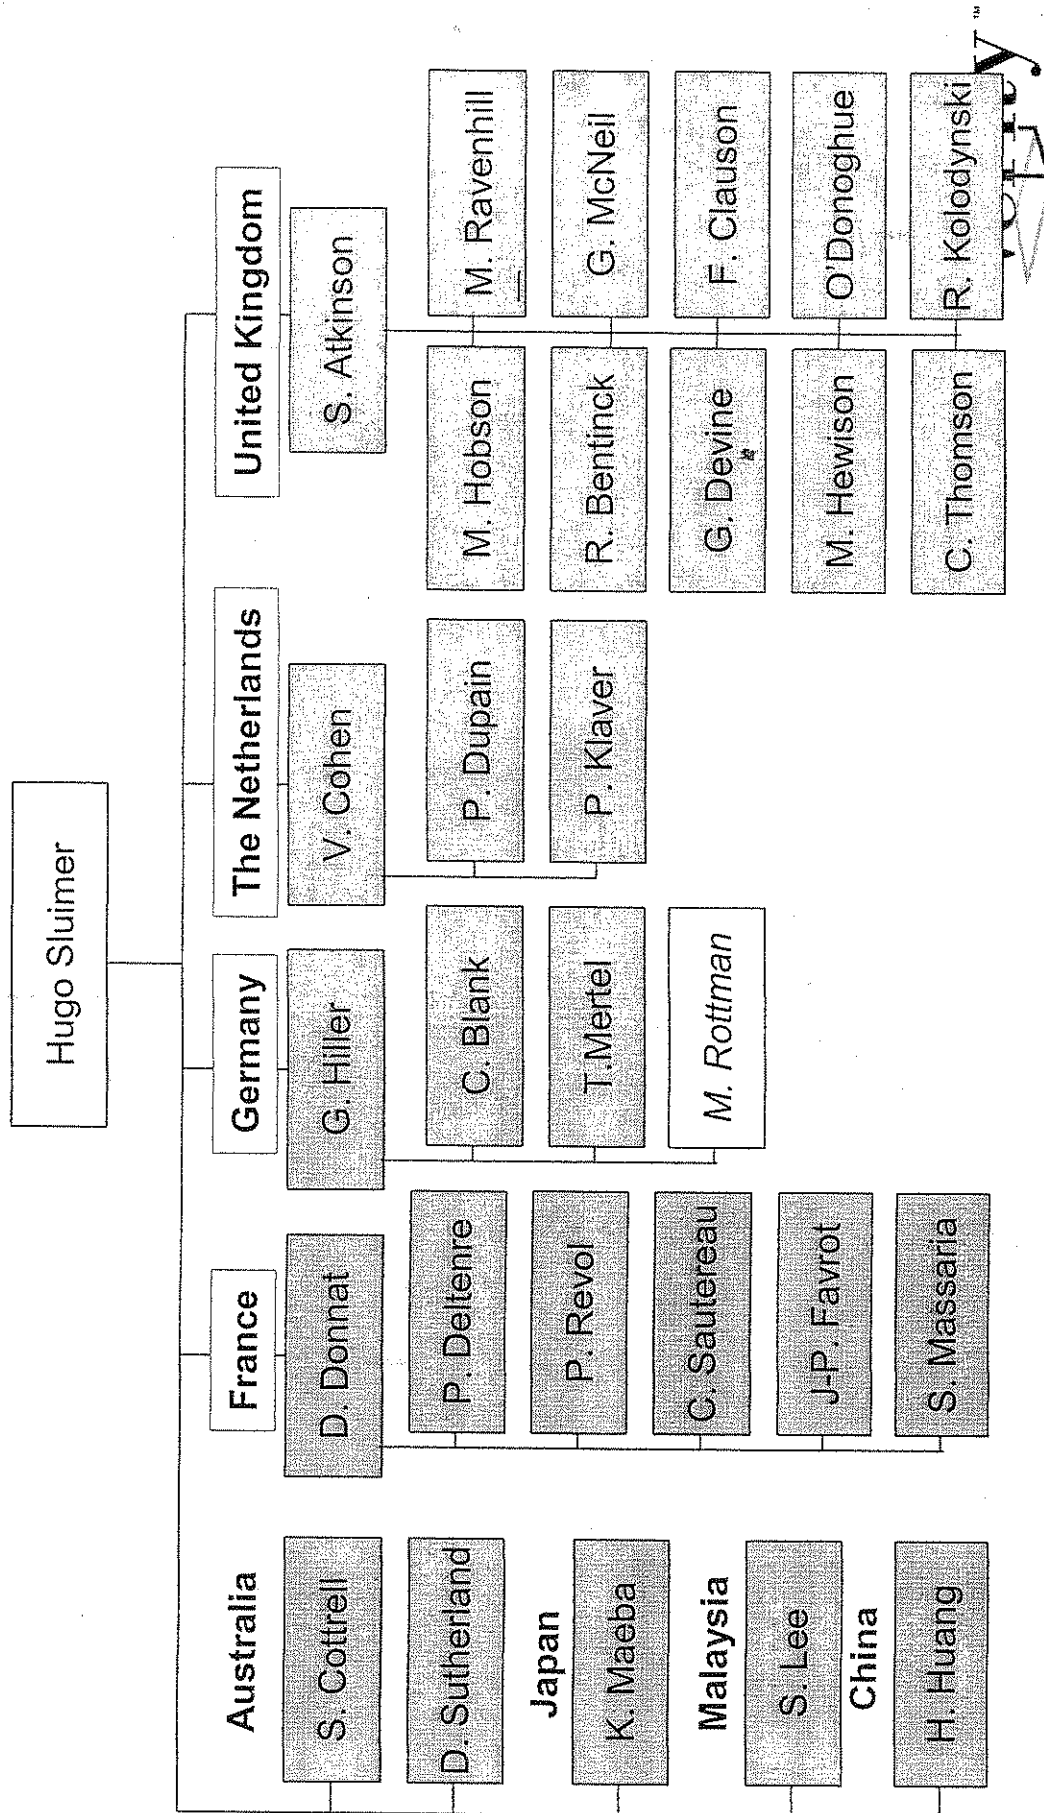 Hugo Sluimer
Australia
S. Cottrell
D. Sutherland
Japan
K. Maeba
Malaysia
S. Lee
China
H. Huang
France
D. Donnat
P. Deltenre
P. Revol
C. Sautereau
J-P. Favrot
S. Massaria
Germany
G. Hiller
C. Blank
T.Mertel
M. Rottman
The Netherlands
V. Cohen
P. Dupain
P. Klaver
United Kingdom
S. Atkinson
M. Hobson
M. Ravenhill
R. Bentinck
G. McNeil
G. Devine
F. Clauson
M. Hewison
O'Donoghue
C. Thomson
R. Kolodynski
TM